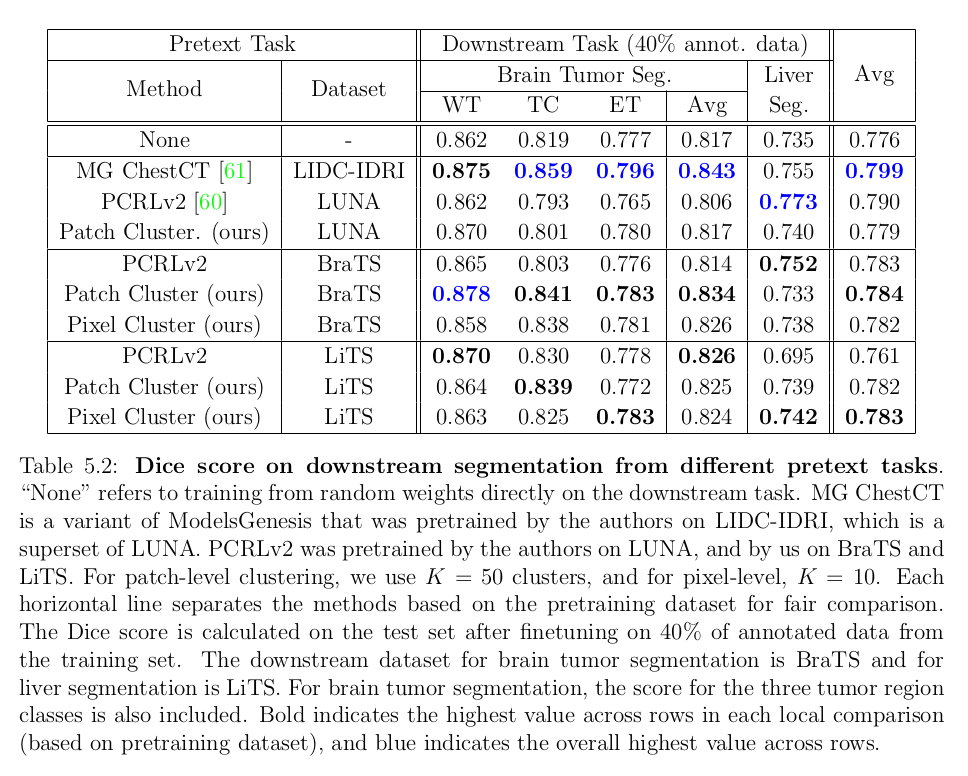 Pretext Task Downstream Task (40% annot. data) Avg
Method Dataset Brain Tumor Seg. Liver
WT TC ET Avg Seg.
None - 0.862 0.819 0.777 0.817 0.735 0.776
MG ChestCT [61] LIDC-IDRI 0.875 0.859 0.796 0.843 0.755 0.799
PCRLv2 [60] LUNA 0.862 0.793 0.765 0.806 0.773 0.790
Patch Cluster. (ours) LUNA 0.870 0.801 0.780 0.817 0.740 0.779
PCRLv2 BraTS 0.865 0.803 0.776 0.814 0.752 0.783
Patch Cluster (ours) BraTS 0.878 0.841 0.783 0.834 0.733 0.784
Pixel Cluster (ours) BraTS 0.858 0.838 0.781 0.826 0.738 0.782
PCRLv2 LiTS 0.870 0.830 0.778 0.826 0.695 0.761
Patch Cluster (ours) LiTS 0.864 0.839 0.772 0.825 0.739 0.782
Pixel Cluster (ours) LiTS 0.863 0.825 0.783 0.824 0.742 0.783
Table 5.2: Dice score on downstream segmentation from different pretext tasks.
“None” refers to training from random weights directly on the downstream task. MG ChestCT
is a variant of ModelsGenesis that was pretrained by the authors on LIDC-IDRI, which is a
superset of LUNA. PCRLv2 was pretrained by the authors on LUNA, and by us on BraTS and
LiTS. For patch-level clustering, we use K = 50 clusters, and for pixel-level, K = 10. Each
horizontal line separates the methods based on the pretraining dataset for fair comparison.
The Dice score is calculated on the test set after finetuning on 40% of annotated data from
the training set. The downstream dataset for brain tumor segmentation is BraTS and for
liver segmentation is LiTS. For brain tumor segmentation, the score for the three tumor region
classes is also included. Bold indicates the highest value across rows in each local comparison
(based on pretraining dataset), and blue indicates the overall highest value across rows.